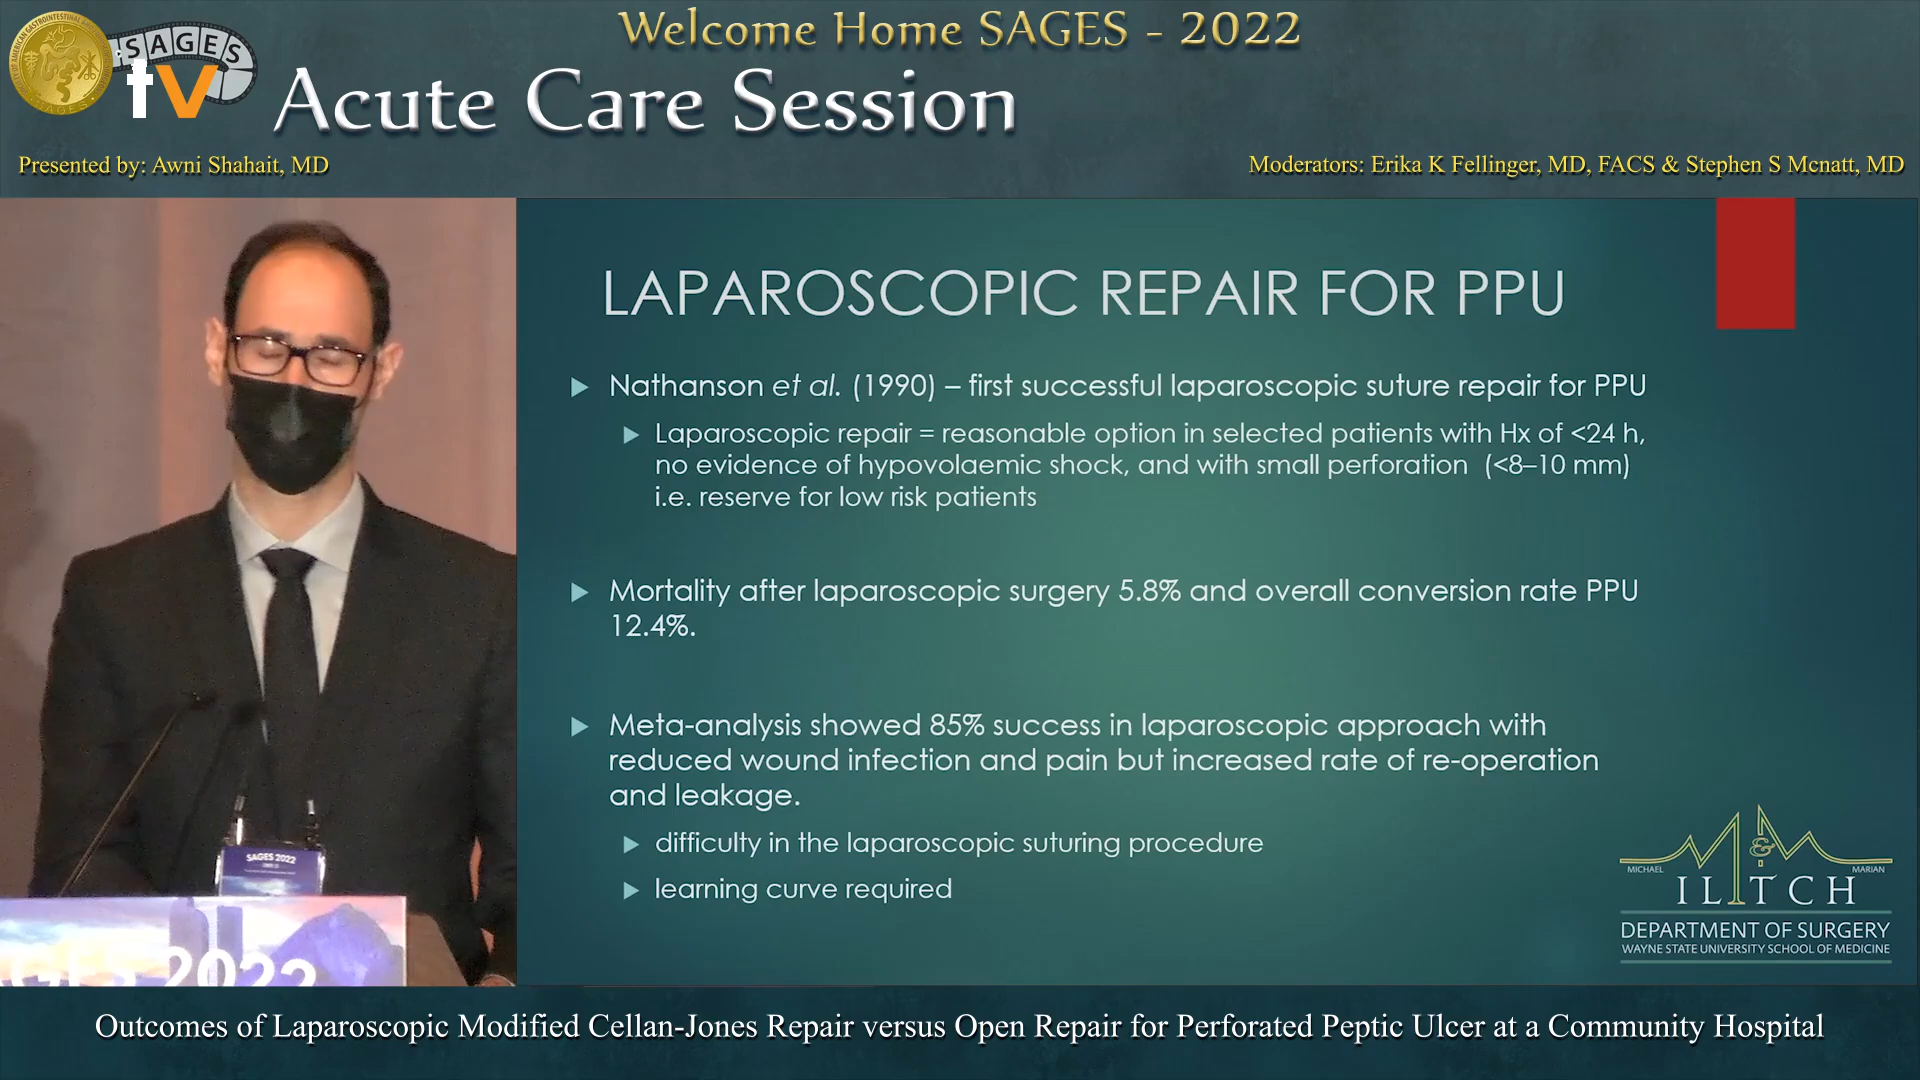 Welcome Home SAGES - 2022
SAGES
tv
Acute Care Session
Presented by: Awni Shahait, MD
Moderators: Erika K Fellinger, MD, FACS & Stephen S Mcnatt, MD
LAPAROSCOPIC REPAIR FOR PPU
Nathanson et al. (1990) – first successful laparoscopic suture repair for PPU
Laparoscopic repair = reasonable option in selected patients with Hx of <24 h,
no evidence of hypovolaemic shock, and with small perforation (<8–10 mm)
i.e. reserve for low risk patients
Mortality after laparoscopic surgery 5.8% and overall conversion rate PPU
12.4%.
Meta-analysis showed 85% success in laparoscopic approach with
reduced wound infection and pain but increased rate of re-operation
and leakage.
difficulty in the laparoscopic suturing procedure
learning curve required
SAGES 2022
2022
M & M
MICHAEL MARIAN
ILITCH
DEPARTMENT OF SURGERY
WAYNE STATE UNIVERSITY SCHOOL OF MEDICINE
Outcomes of Laparoscopic Modified Cellan-Jones Repair versus Open Repair for Perforated Peptic Ulcer at a Community Hospital